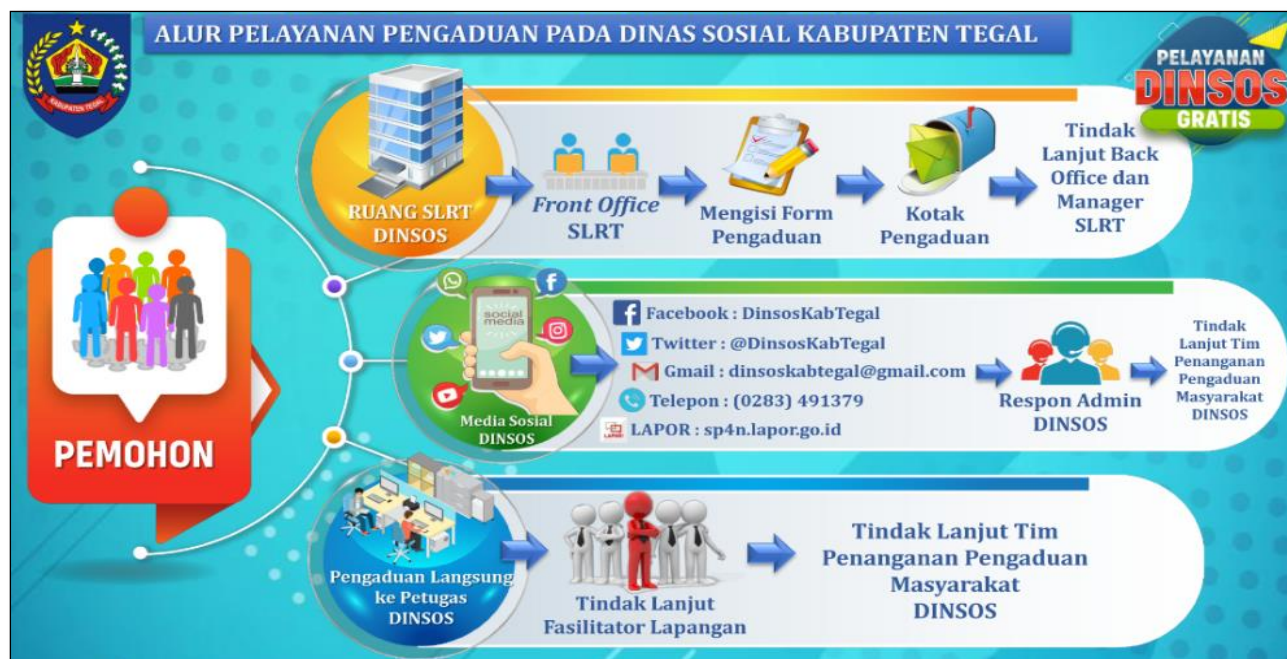 ALUR PELAYANAN PENGADUAN PADA DINAS SOSIAL KABUPATEN TEGAL
KABUPATEN TEGAL
PELAYANAN
DINSOS
GRATIS
PEMOHON
RUANG SLRT
DINSOS
Front Office
SLRT
Mengisi Form
Pengaduan
Kotak
Pengaduan
Tindak
Lanjut Back
Office dan
Manager
SLRT
social
media
Media Sosial
DINSOS
Facebook : DinsosKabTegal
Twitter : @DinsosKabTegal
Gmail : dinsoskabtegal@gmail.com
Telepon : (0283) 491379
LAPOR!
LAPOR : sp4n.lapor.go.id
Respon Admin
DINSOS
Tindak
Lanjut Tim
Penanganan
Pengaduan
Masyarakat
DINSOS
Pengaduan Langsung
ke Petugas
DINSOS
Tindak Lanjut
Fasilitator Lapangan
Tindak Lanjut Tim
Penanganan Pengaduan
Masyarakat
DINSOS